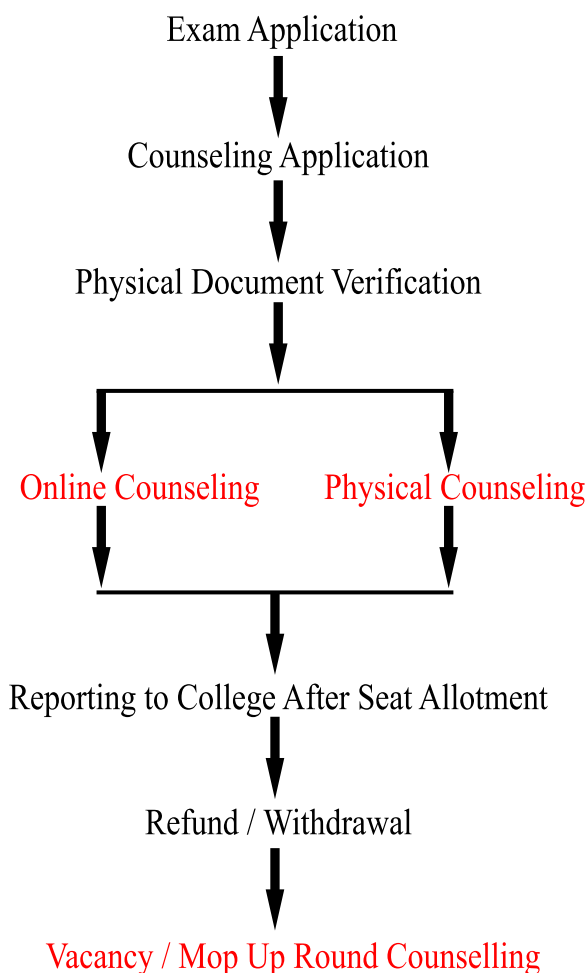 Exam Application
Counseling Application
Physical Document Verification
Online Counseling
Physical Counseling
Reporting to College After Seat Allotment
Refund / Withdrawal
Vacancy / Mop Up Round Counselling